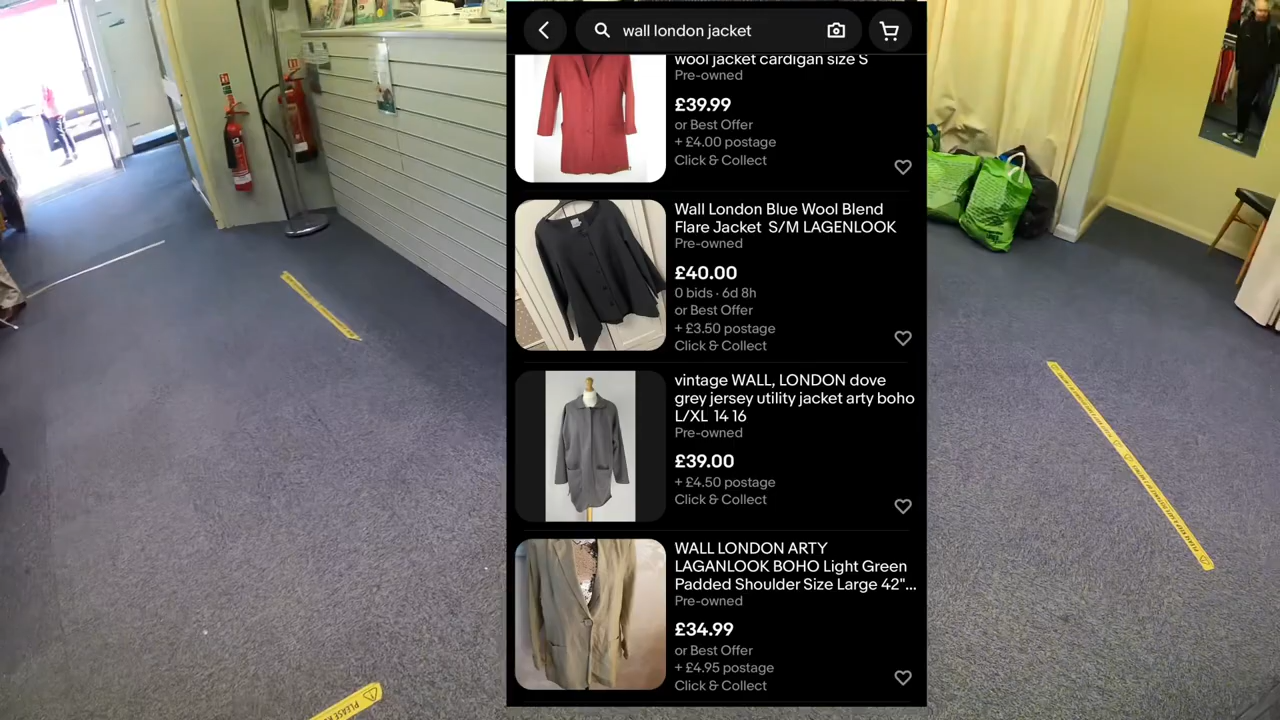 wall london jacket
wool jacket cardigan size S
Pre-owned
£39.99
or Best Offer
+ £4.00 postage
Click & Collect
Wall London Blue Wool Blend
Flare Jacket S/M LAGENLOOK
Pre-owned
£40.00
0 bids · 6d 8h
or Best Offer
+ £3.50 postage
Click & Collect
vintage WALL, LONDON dove
grey jersey utility jacket arty boho
L/XL 14 16
Pre-owned
£39.00
+ £4.50 postage
Click & Collect
WALL LONDON ARTY
LAGANLOOK BOHO Light Green
Padded Shoulder Size Large 42"...
Pre-owned
£34.99
or Best Offer
+ £4.95 postage
Click & Collect
PLEASE